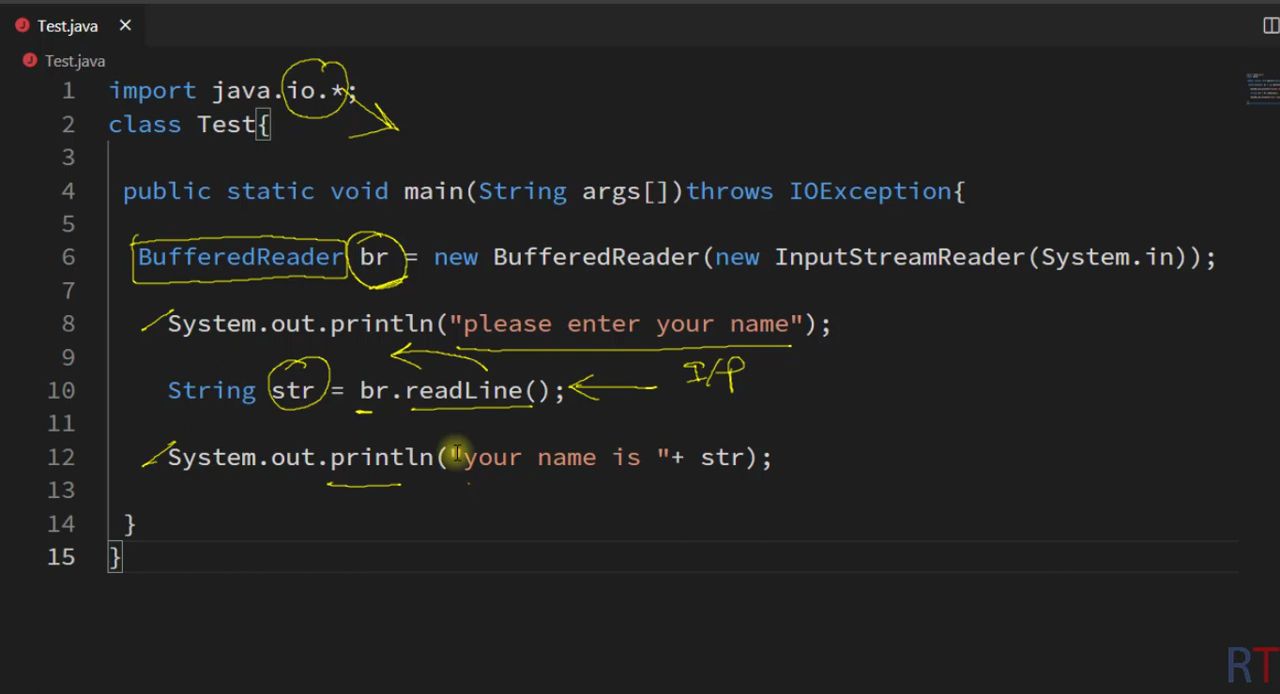 Test.java
Test.java
1 import java.io.*;
2 class Test{
3
4 public static void main(String args[])throws IOException{
5
6 BufferedReader br = new BufferedReader(new InputStreamReader(System.in));
7
8 System.out.println("please enter your name");
9
I/P
10 String str = br.readLine();
11
12 System.out.println("your name is "+ str);
13
14 }
15 }
RT